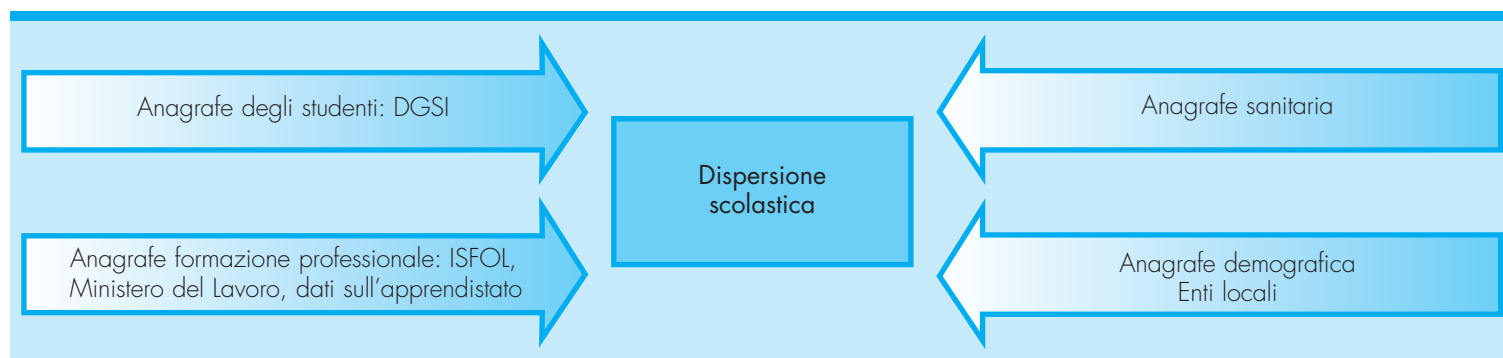 Anagrafe degli studenti: DGSI
Anagrafe sanitaria
Dispersione
scolastica
Anagrafe formazione professionale: ISFOL,
Ministero del Lavoro, dati sull’apprendistato
Anagrafe demografica
Enti locali